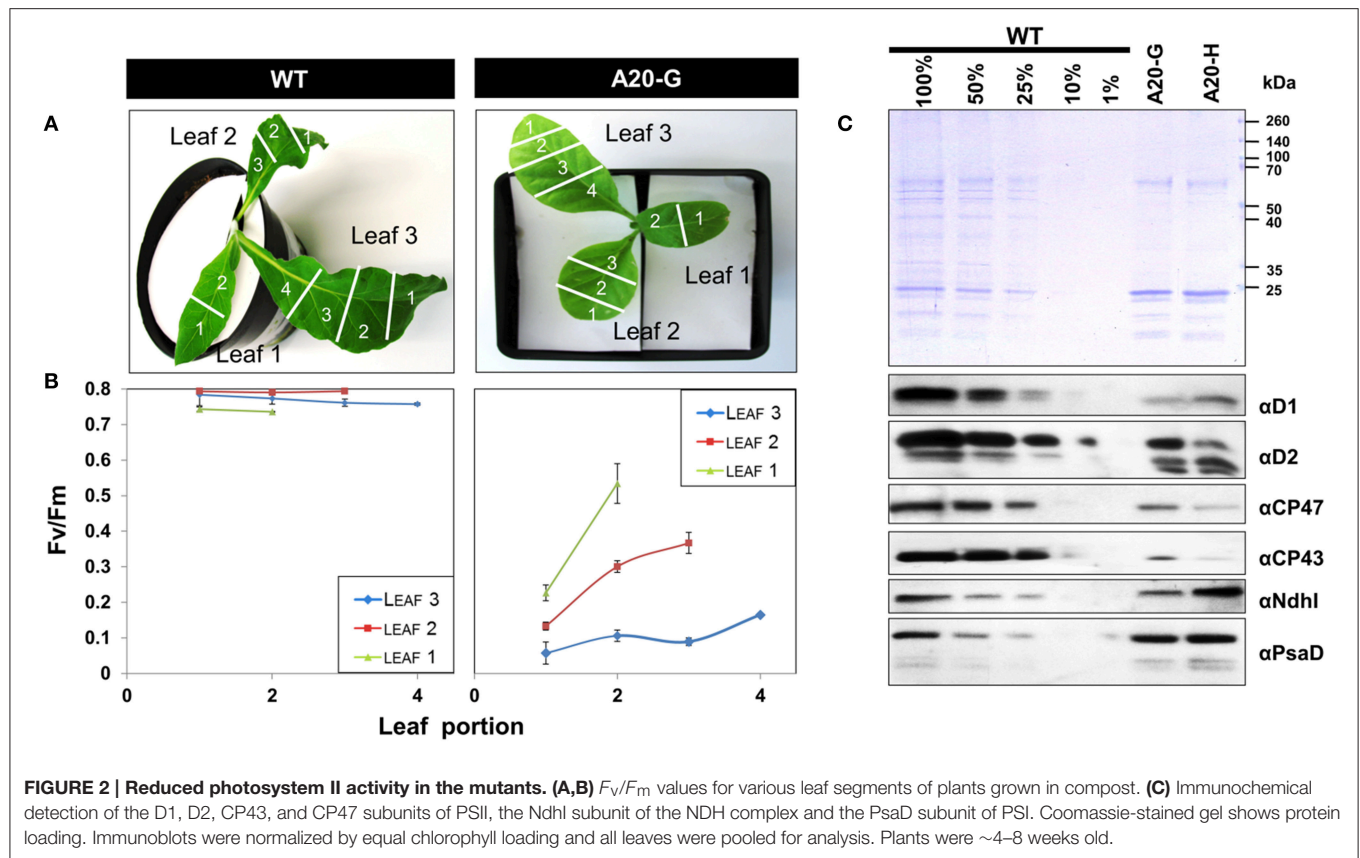 WT
A20-G
A
Leaf 2
2
1
3
Leaf 3
2
1
4
3
2
1
Leaf 1
1
2
3
4
Leaf 3
2
1
Leaf 1
3
2
1
Leaf 2
B
Fv/Fm
0.8
0.7
0.6
0.5
0.4
0.3
0.2
0.1
0
LEAF 3
LEAF 2
LEAF 1
0
2
4
LEAF 3
LEAF 2
LEAF 1
0
2
4
Leaf portion
C
WT
100%
50%
25%
10%
1%
A20-G
A20-H
kDa
260
140
100
70
50
40
35
25
αD1
αD2
αCP47
αCP43
αNdhI
αPsaD
FIGURE 2 | Reduced photosystem II activity in the mutants. (A,B) Fv/Fm values for various leaf segments of plants grown in compost. (C) Immunochemical
detection of the D1, D2, CP43, and CP47 subunits of PSII, the NdhI subunit of the NDH complex and the PsaD subunit of PSI. Coomassie-stained gel shows protein
loading. Immunoblots were normalized by equal chlorophyll loading and all leaves were pooled for analysis. Plants were ~4–8 weeks old.